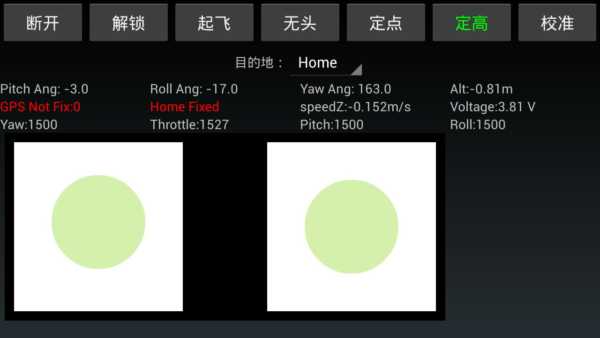 断开 解锁 起飞 无头 定点 定高 校准
目的地： Home
Pitch Ang: -3.0 Roll Ang: -17.0 Yaw Ang: 163.0 Alt:-0.81m
GPS Not Fix:0 Home Fixed speedZ:-0.152m/s Voltage:3.81 V
Yaw:1500 Throttle:1527 Pitch:1500 Roll:1500